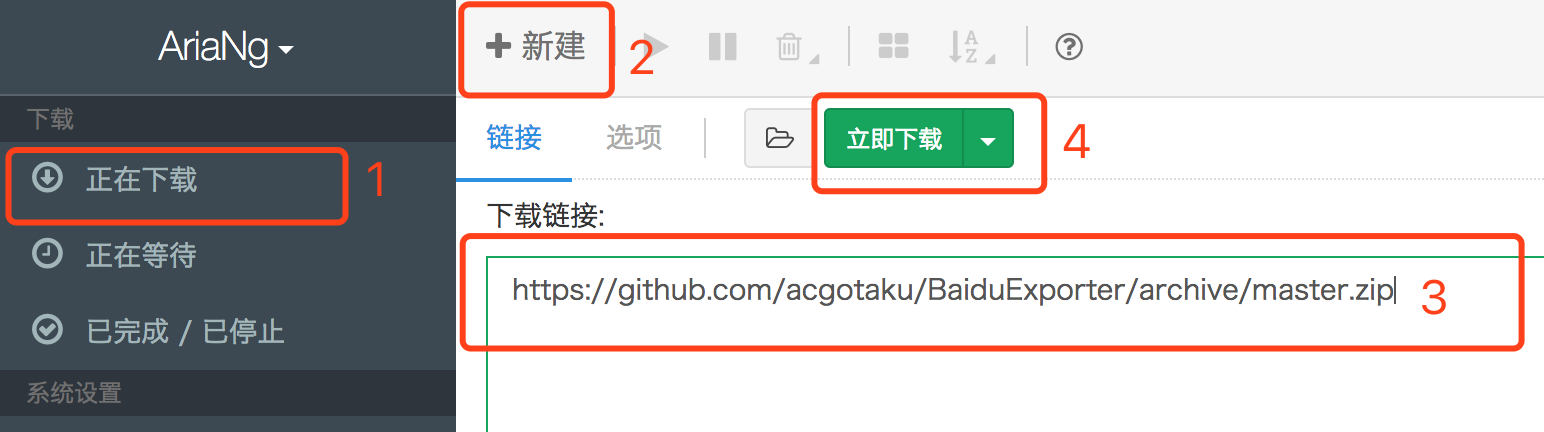 AriaNg
下载
正在下载 1
正在等待
已完成 / 已停止
系统设置
新建 2
链接 选项 立即下载 4
下载链接:
https://github.com/acgotaku/BaiduExporter/archive/master.zip 3